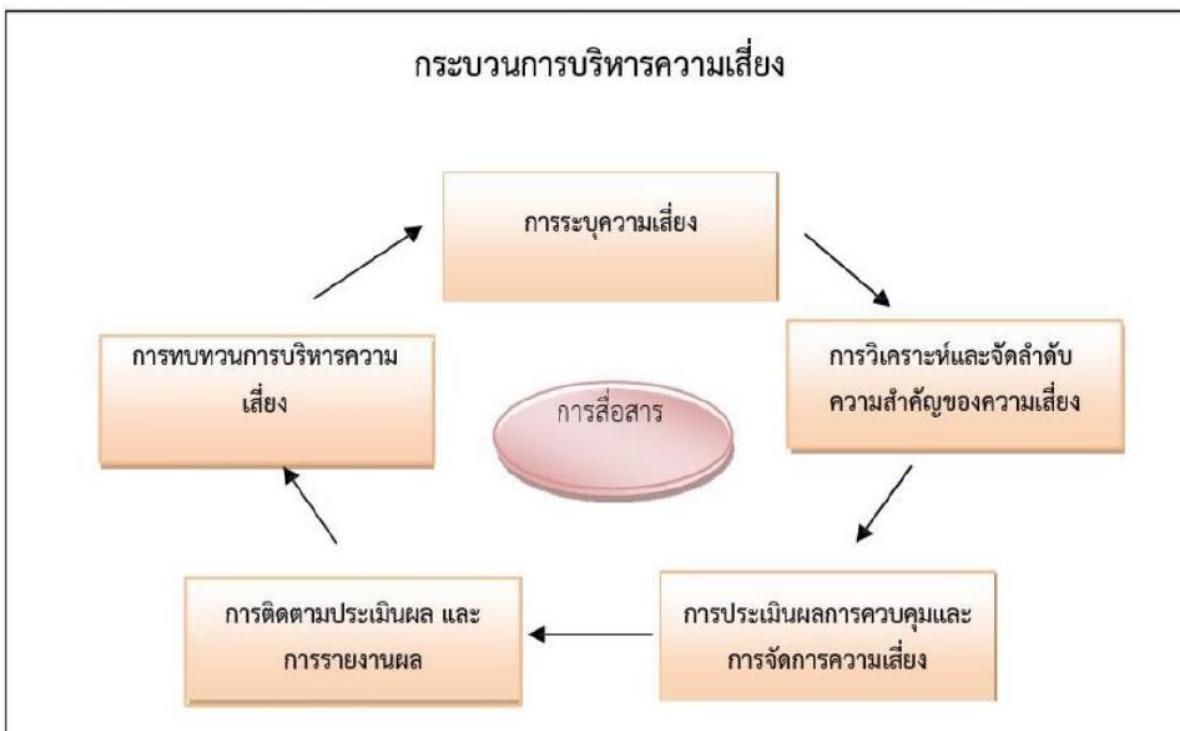 กระบวนการบริหารความเสี่ยง
การระบุความเสี่ยง
การวิเคราะห์และจัดลำดับ
ความสำคัญของความเสี่ยง
การประเมินผลการควบคุมและ
การจัดการความเสี่ยง
การติดตามประเมินผล และ
การรายงานผล
การทบทวนการบริหารความ
เสี่ยง
การสื่อสาร